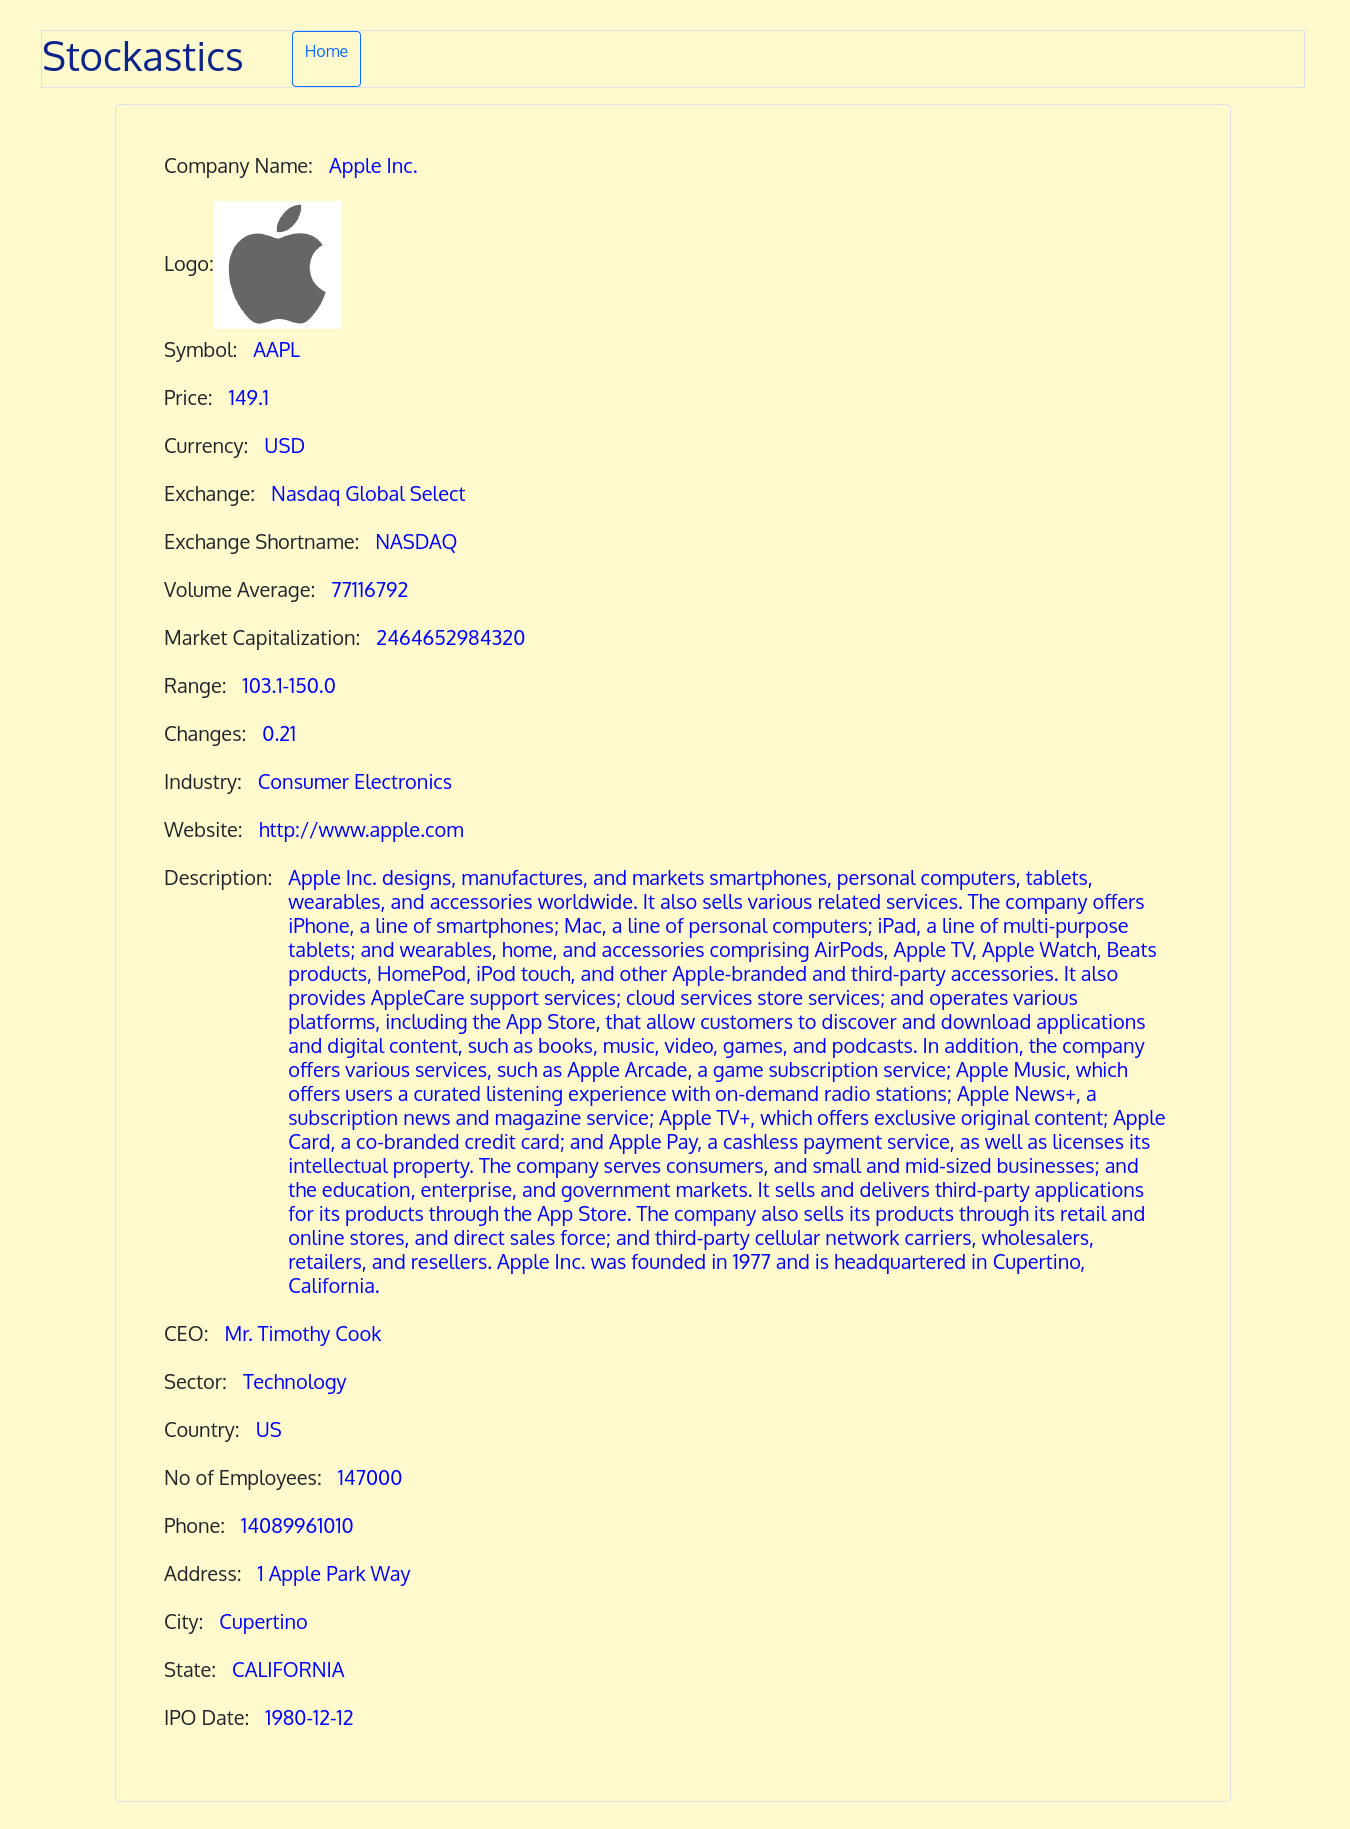 Stockastics Home
Company Name: Apple Inc.
Logo:
Symbol: AAPL
Price: 149.1
Currency: USD
Exchange: Nasdaq Global Select
Exchange Shortname: NASDAQ
Volume Average: 77116792
Market Capitalization: 2464652984320
Range: 103.1-150.0
Changes: 0.21
Industry: Consumer Electronics
Website: http://www.apple.com
Description: Apple Inc. designs, manufactures, and markets smartphones, personal computers, tablets,
wearables, and accessories worldwide. It also sells various related services. The company offers
iPhone, a line of smartphones; Mac, a line of personal computers; iPad, a line of multi-purpose
tablets; and wearables, home, and accessories comprising AirPods, Apple TV, Apple Watch, Beats
products, HomePod, iPod touch, and other Apple-branded and third-party accessories. It also
provides AppleCare support services; cloud services store services; and operates various
platforms, including the App Store, that allow customers to discover and download applications
and digital content, such as books, music, video, games, and podcasts. In addition, the company
offers various services, such as Apple Arcade, a game subscription service; Apple Music, which
offers users a curated listening experience with on-demand radio stations; Apple News+, a
subscription news and magazine service; Apple TV+, which offers exclusive original content; Apple
Card, a co-branded credit card; and Apple Pay, a cashless payment service, as well as licenses its
intellectual property. The company serves consumers, and small and mid-sized businesses; and
the education, enterprise, and government markets. It sells and delivers third-party applications
for its products through the App Store. The company also sells its products through its retail and
online stores, and direct sales force; and third-party cellular network carriers, wholesalers,
retailers, and resellers. Apple Inc. was founded in 1977 and is headquartered in Cupertino,
California.
CEO: Mr. Timothy Cook
Sector: Technology
Country: US
No of Employees: 147000
Phone: 14089961010
Address: 1 Apple Park Way
City: Cupertino
State: CALIFORNIA
IPO Date: 1980-12-12